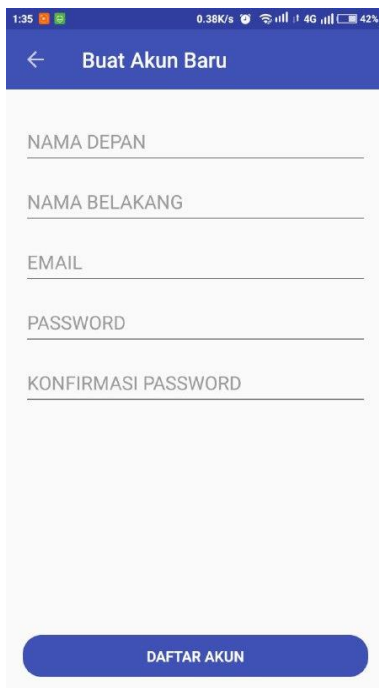 1:35 0.38K/s 4G 42%
Buat Akun Baru
NAMA DEPAN
NAMA BELAKANG
EMAIL
PASSWORD
KONFIRMASI PASSWORD
DAFTAR AKUN